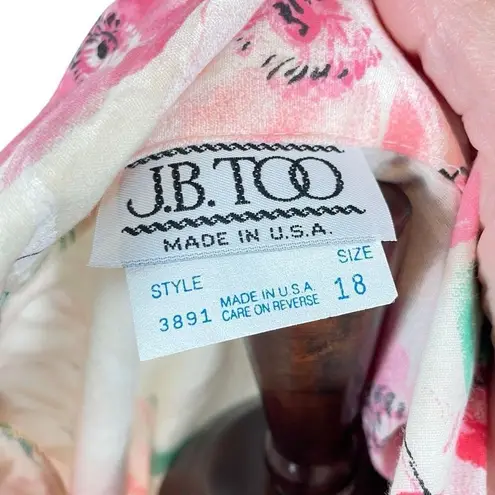 J.B.TOO
MADE IN U.S.A.
STYLE SIZE
3891 MADE IN U.S.A. 18
CARE ON REVERSE